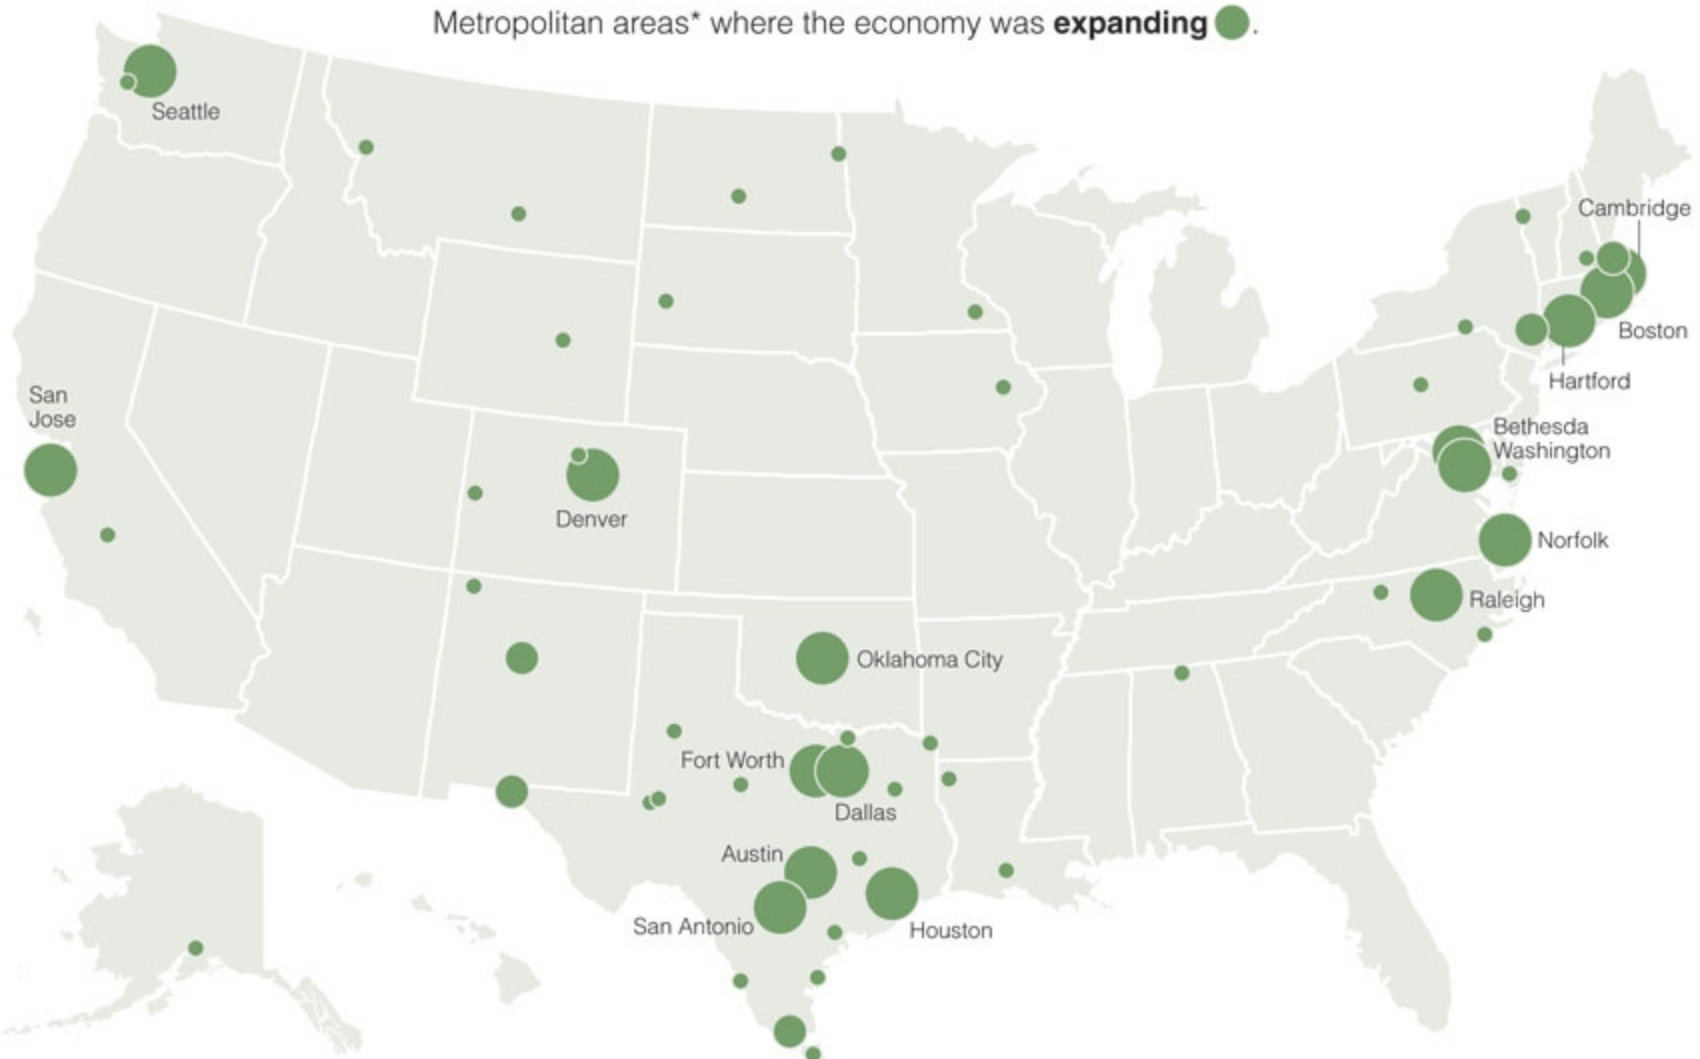 Metropolitan areas* where the economy was expanding .
Seattle
Cambridge
Boston
Hartford
San
Jose
Bethesda
Washington
Denver
Norfolk
Raleigh
Oklahoma City
Fort Worth
Dallas
Austin
San Antonio
Houston